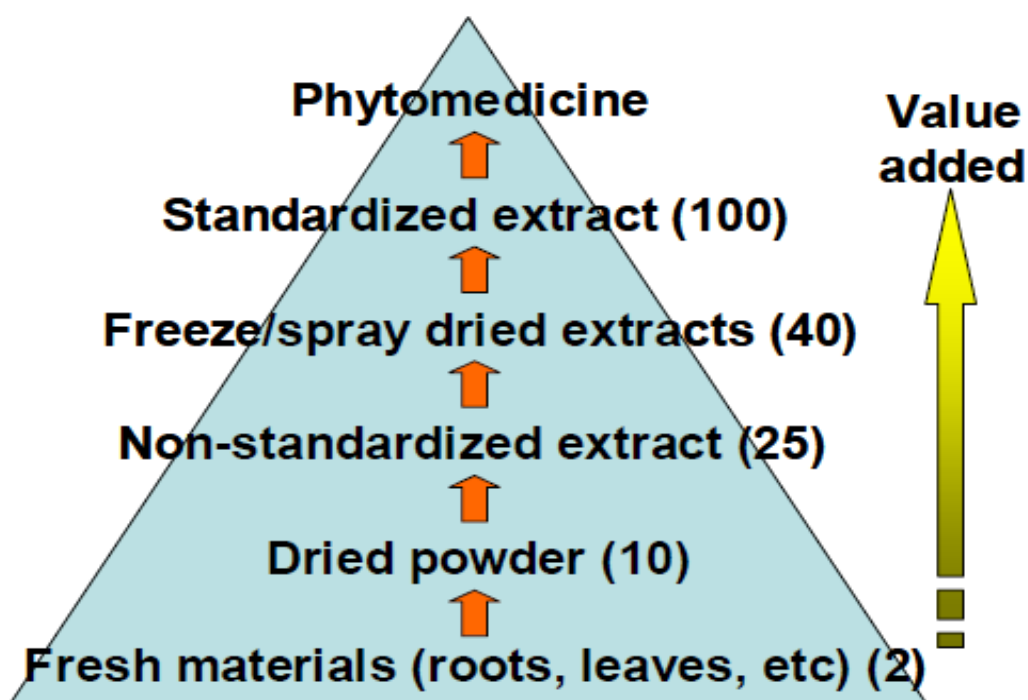 Phytomedicine
Value
added
Standardized extract (100)
Freeze/spray dried extracts (40)
Non-standardized extract (25)
Dried powder (10)
Fresh materials (roots, leaves, etc) (2)